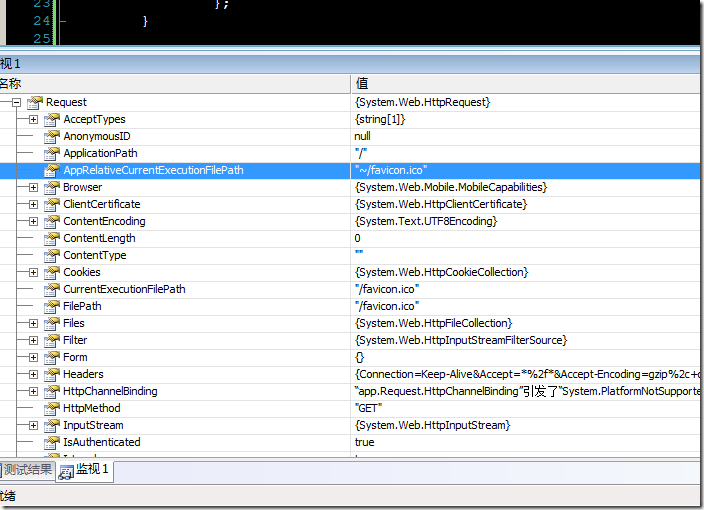 23 };
24 }
25
视 1
名称 值
Request {System.Web.HttpRequest}
AcceptTypes {string[1]}
AnonymousID null
ApplicationPath "/"
AppRelativeCurrentExecutionFilePath "~/favicon.ico"
Browser {System.Web.Mobile.MobileCapabilities}
ClientCertificate {System.Web.HttpClientCertificate}
ContentEncoding {System.Text.UTF8Encoding}
ContentLength 0
ContentType ""
Cookies {System.Web.HttpCookieCollection}
CurrentExecutionFilePath "/favicon.ico"
FilePath "/favicon.ico"
Files {System.Web.HttpFileCollection}
Filter {System.Web.HttpInputStreamFilterSource}
Form {}
Headers {Connection=Keep-Alive&Accept=*%2f*&Accept-Encoding=gzip%2c+
HttpChannelBinding "app.Request.HttpChannelBinding"引发了"System.PlatformNotSupporte
HttpMethod "GET"
InputStream {System.Web.HttpInputStream}
IsAuthenticated true
测试结果 监视 1
就绪